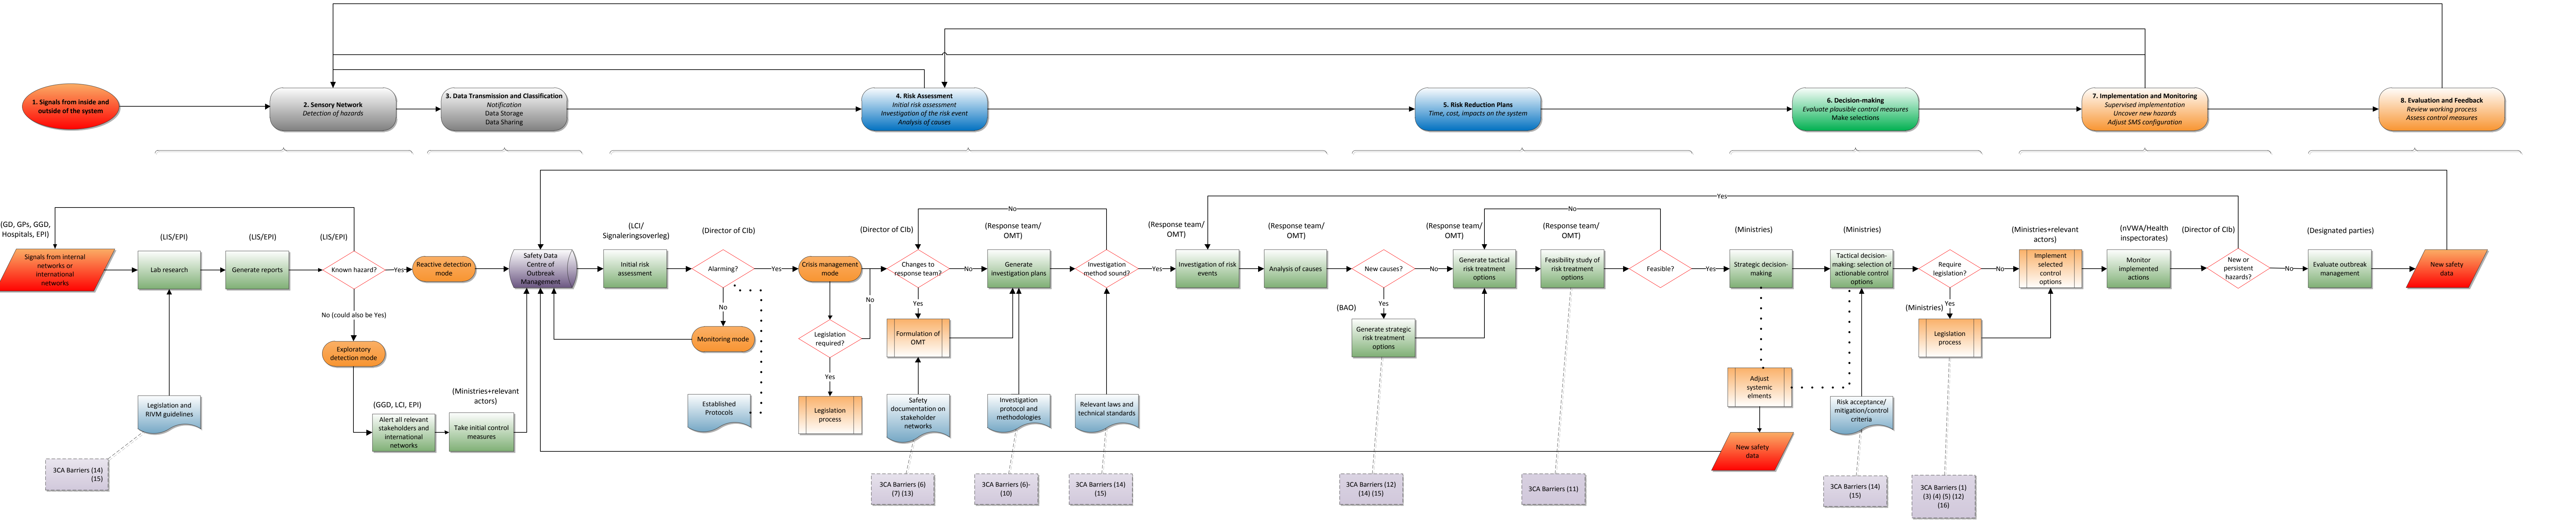 1. Signals from inside and
outside of the system
2. Sensory Network
Detection of hazards
3. Data Transmission and Classification
Notification
Data Storage
Data Sharing
4. Risk Assessment
Initial risk assessment
Investigation of the risk event
Analysis of causes
5. Risk Reduction Plans
Time, cost, impacts on the system
6. Decision-making
Evaluate plausible control measures
Make selections
7. Implementation and Monitoring
Supervised implementation
Uncover new hazards
Adjust SMS configuration
8. Evaluation and Feedback
Review working process
Assess control measures
(GD, GPs, GGD,
Hospitals, EPI)
Signals from internal
networks or
international
networks
(LIS/EPI)
Lab research
(LIS/EPI)
Generate reports
(LIS/EPI)
Known hazard?
Yes
Reactive detection
mode
No (could also be Yes)
Exploratory
detection mode
(GGD, LCI, EPI)
Alert all relevant
stakeholders and
international
networks
(Ministries+relevant
actors)
Take initial control
measures
Legislation and
RIVM guidelines
3CA Barriers (14)
(15)
Safety Data
Centre of
Outbreak
Management
(LCI/
Signaleringsoverleg)
Initial risk
assessment
(Director of CIb)
Alarming?
Yes
No
Monitoring mode
Established
Protocols
Crisis management
mode
No
Legislation
required?
Yes
Legislation
process
(Director of CIb)
Changes to
response team?
No
Yes
Formulation of
OMT
Safety
documentation on
stakeholder
networks
3CA Barriers (6)
(7) (13)
No
(Response team/
OMT)
Generate
investigation plans
Investigation
protocol and
methodologies
3CA Barriers (6)-
(10)
Investigation
method sound?
Yes
Relevant laws and
technical standards
3CA Barriers (14)
(15)
(Response team/
OMT)
Investigation of risk
events
(Response team/
OMT)
Analysis of causes
New causes?
No
Yes
(BAO)
Generate strategic
risk treatment
options
3CA Barriers (12)
(14) (15)
(Response team/
OMT)
Generate tactical
risk treatment
options
No
(Response team/
OMT)
Feasibility study of
risk treatment
options
3CA Barriers (11)
Feasible?
Yes
Yes
(Ministries)
Strategic decision-
making
Adjust
systemic
elments
New safety
data
(Ministries)
Tactical decision-
making: selection of
actionable control
options
Risk acceptance/
mitigation/control
criteria
3CA Barriers (14)
(15)
Require
legislation?
No
Yes
(Ministries)
Legislation
process
3CA Barriers (1)
(3) (4) (5) (12)
(16)
(Ministries+relevant
actors)
Implement
selected
control
options
(nVWA/Health
inspectorates)
Monitor
implemented
actions
(Director of CIb)
New or
persistent
hazards?
No
(Designated parties)
Evaluate outbreak
management
New safety
data